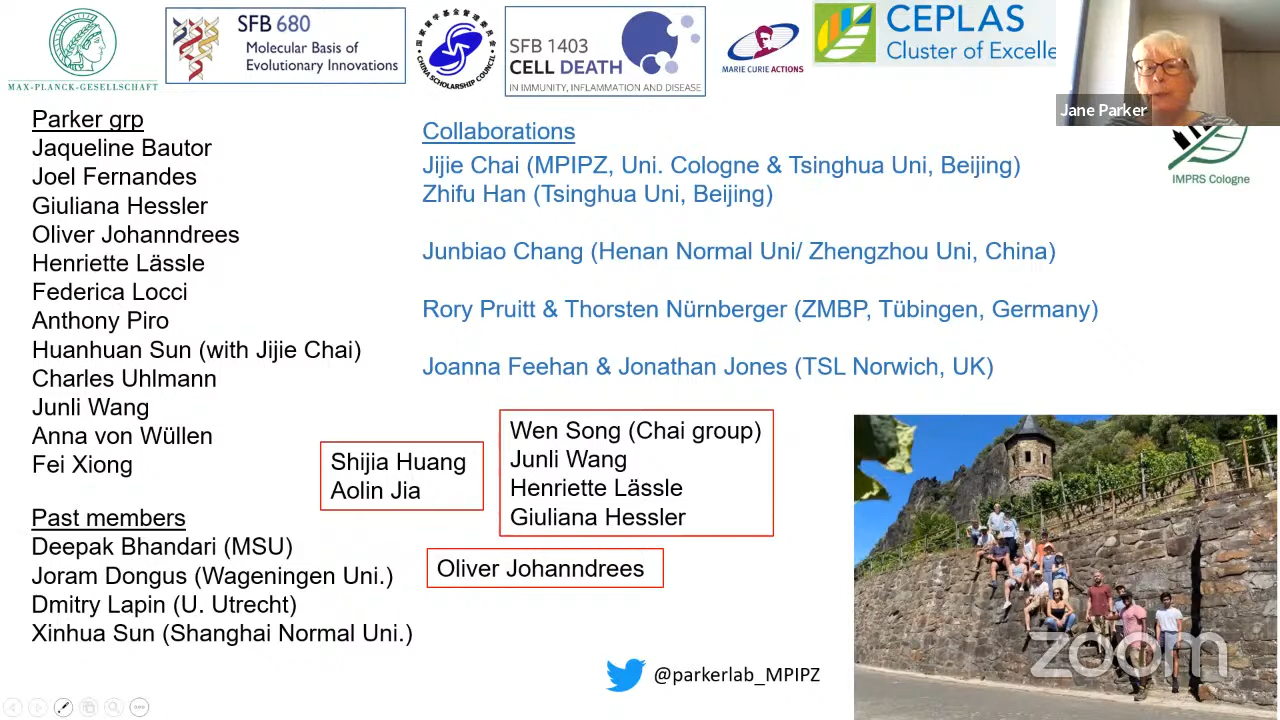 MAX-PLANCK-GESELLSCHAFT
SFB 680
Molecular Basis of
Evolutionary Innovations
CHINA SCHOLARSHIP COUNCIL
SFB 1403
CELL DEATH
IN IMMUNITY, INFLAMMATION AND DISEASE
MARIE CURIE ACTIONS
CEPLAS
Cluster of Excelle
Jane Parker
IMPRS Cologne
Parker grp
Jaqueline Bautor
Joel Fernandes
Giuliana Hessler
Oliver Johanndrees
Henriette Lässle
Federica Locci
Anthony Piro
Huanhuan Sun (with Jijie Chai)
Charles Uhlmann
Junli Wang
Anna von Wüllen
Fei Xiong
Past members
Deepak Bhandari (MSU)
Joram Dongus (Wageningen Uni.)
Dmitry Lapin (U. Utrecht)
Xinhua Sun (Shanghai Normal Uni.)
Collaborations
Jijie Chai (MPIPZ, Uni. Cologne & Tsinghua Uni, Beijing)
Zhifu Han (Tsinghua Uni, Beijing)
Junbiao Chang (Henan Normal Uni/ Zhengzhou Uni, China)
Rory Pruitt & Thorsten Nürnberger (ZMBP, Tübingen, Germany)
Joanna Feehan & Jonathan Jones (TSL Norwich, UK)
Shijia Huang
Aolin Jia
Wen Song (Chai group)
Junli Wang
Henriette Lässle
Giuliana Hessler
Oliver Johanndrees
@parkerlab_MPIPZ
zoom